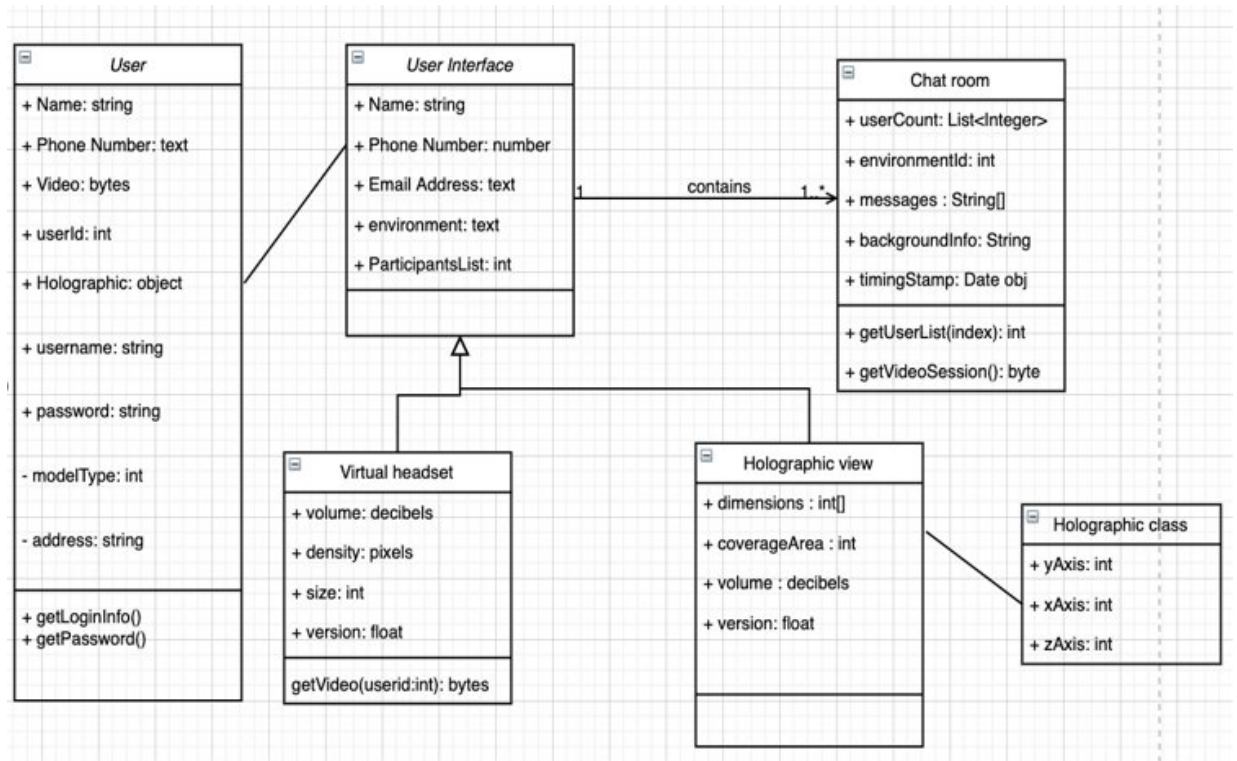 User
+ Name: string
+ Phone Number: text
+ Video: bytes
+ userId: int
+ Holographic: object
+ username: string
+ password: string
- modelType: int
- address: string
+ getLoginInfo()
+ getPassword()
User Interface
+ Name: string
+ Phone Number: number
+ Email Address: text
+ environment: text
+ ParticipantsList: int
1
contains
1..*
Chat room
+ userCount: List<Integer>
+ environmentId: int
+ messages : String[]
+ backgroundInfo: String
+ timingStamp: Date obj
+ getUserList(index): int
+ getVideoSession(): byte
Virtual headset
+ volume: decibels
+ density: pixels
+ size: int
+ version: float
getVideo(userid:int): bytes
Holographic view
+ dimensions : int[]
+ coverageArea : int
+ volume : decibels
+ version: float
Holographic class
+ yAxis: int
+ xAxis: int
+ zAxis: int